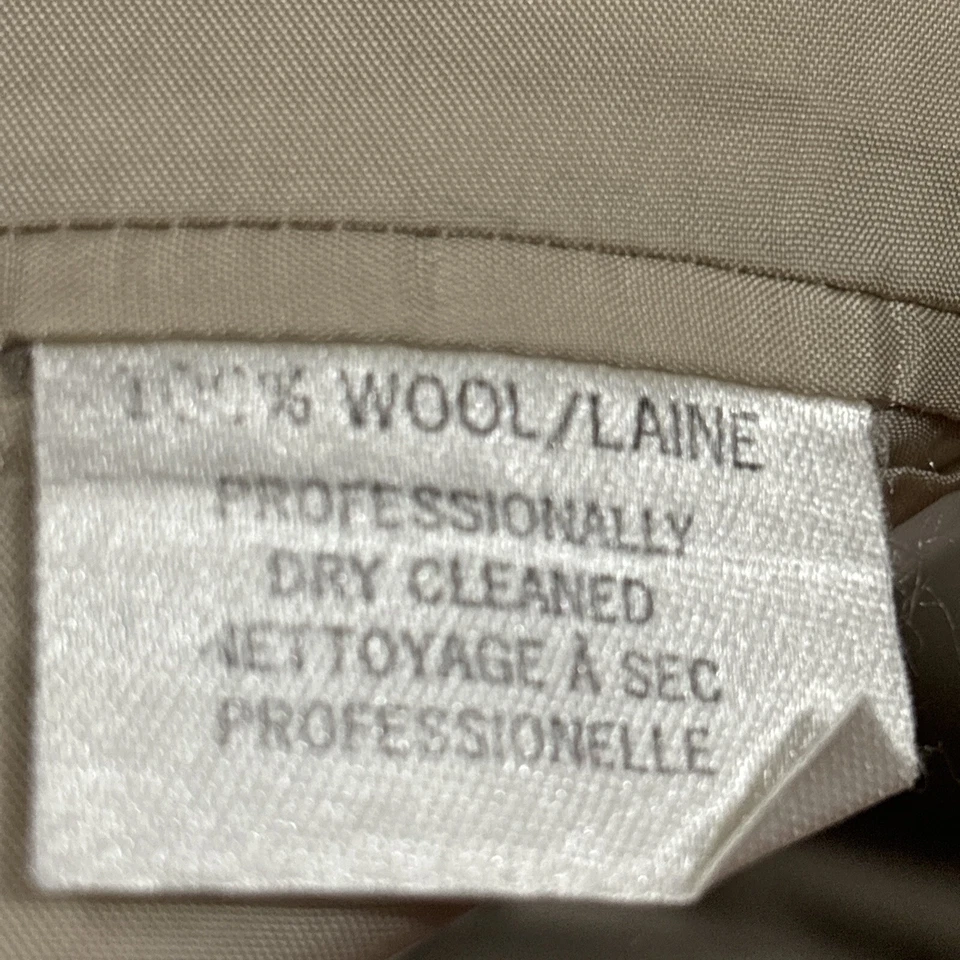 100% WOOL/LAINE
PROFESSIONALLY
DRY CLEANED
NETTOYAGE À SEC
PROFESSIONELLE